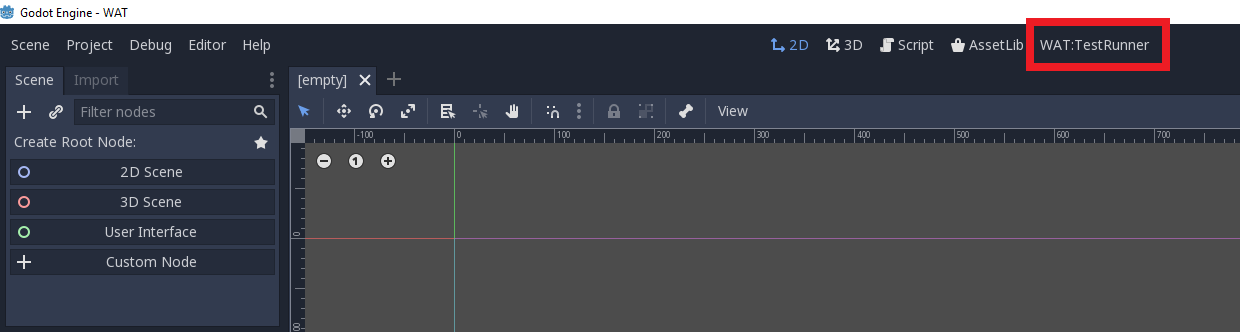 Godot Engine - WAT
Scene Project Debug Editor Help 2D 3D Script AssetLib WAT:TestRunner
Scene Import [empty]
Filter nodes View
Create Root Node: -100 0 100 200 300 400 500 600 700
1
2D Scene
3D Scene
User Interface 0
Custom Node